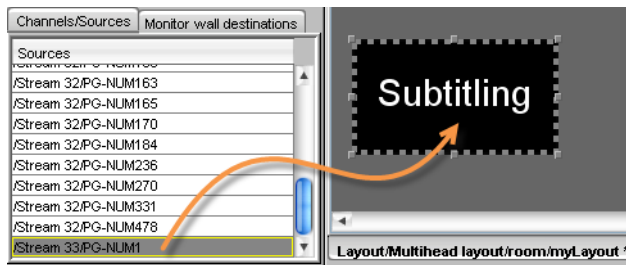 Channels/Sources
Monitor wall destinations
Sources
/Stream 32/PG-NUM163
/Stream 32/PG-NUM165
/Stream 32/PG-NUM170
/Stream 32/PG-NUM184
/Stream 32/PG-NUM236
/Stream 32/PG-NUM270
/Stream 32/PG-NUM331
/Stream 32/PG-NUM478
/Stream 33/PG-NUM1
Subtitling
Layout/Multihead layout/room/myLayout *